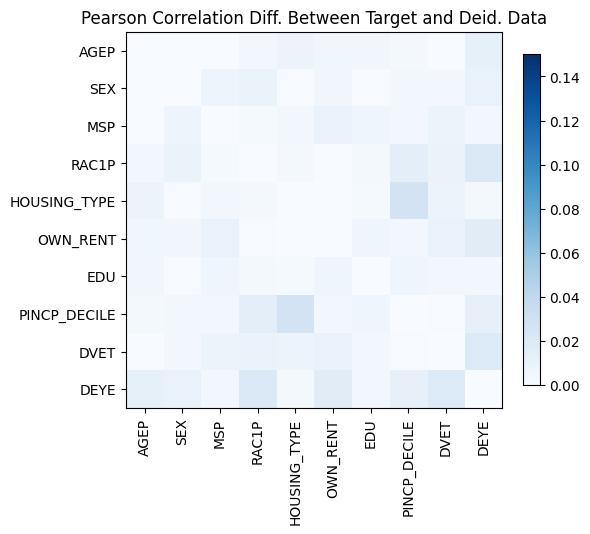 Pearson Correlation Diff. Between Target and Deid. Data
AGEP
SEX
MSP
RAC1P
HOUSING_TYPE
OWN_RENT
EDU
PINCP_DECILE
DVET
DEYE
AGEP
SEX
MSP
RAC1P
HOUSING_TYPE
OWN_RENT
EDU
PINCP_DECILE
DVET
DEYE
0.14
0.12
0.10
0.08
0.06
0.04
0.02
0.00